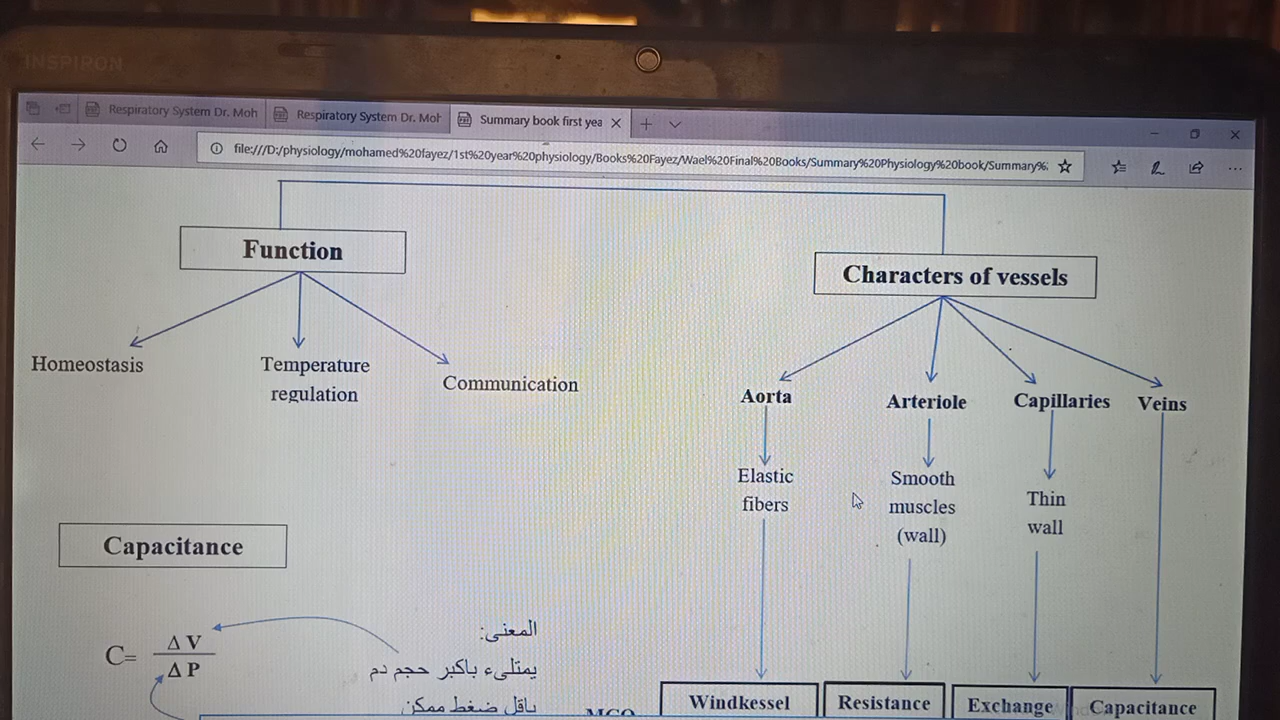 INSPIRON
Respiratory System Dr. Moh
Respiratory System Dr. Moh
Summary book first yea
file:///D:/physiology/mohamed%20fayez/1st%20year%20physiology/Books%20Fayez/Wael%20Final%20Books/Summary%20Physiology%20book/Summary%
Function
Characters of vessels
Homeostasis
Temperature
regulation
Communication
Aorta
Arteriole
Capillaries
Veins
Elastic
fibers
Smooth
muscles
(wall)
Thin
wall
Capacitance
C= Δ V
Δ P
المعنى:
يمتلىء باكبر حجم دم
باقل ضغط ممكن
MCQ
Windkessel
Resistance
Exchange
Capacitance